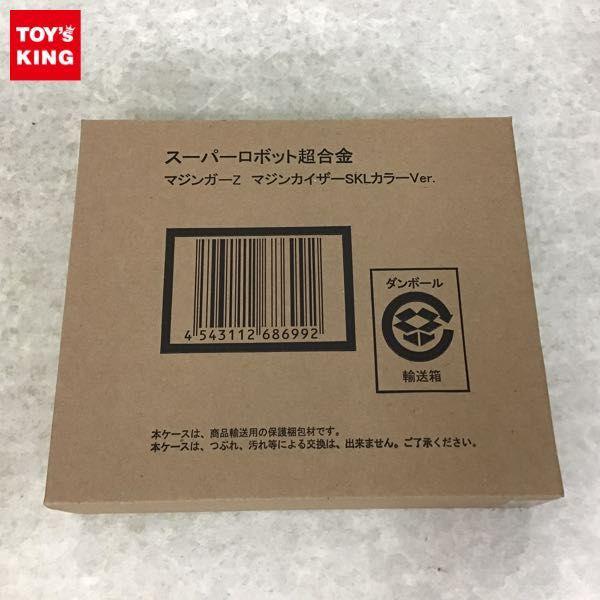 TOY's
KING
スーパーロボット超合金
マジンガーZ マジンカイザーSKLカラーVer.
4 543112 686992
ダンボール
輸送箱
本ケースは、商品輸送用の保護梱包材です。
本ケースは、つぶれ、汚れ等による交換は、出来ません。ご了承ください。